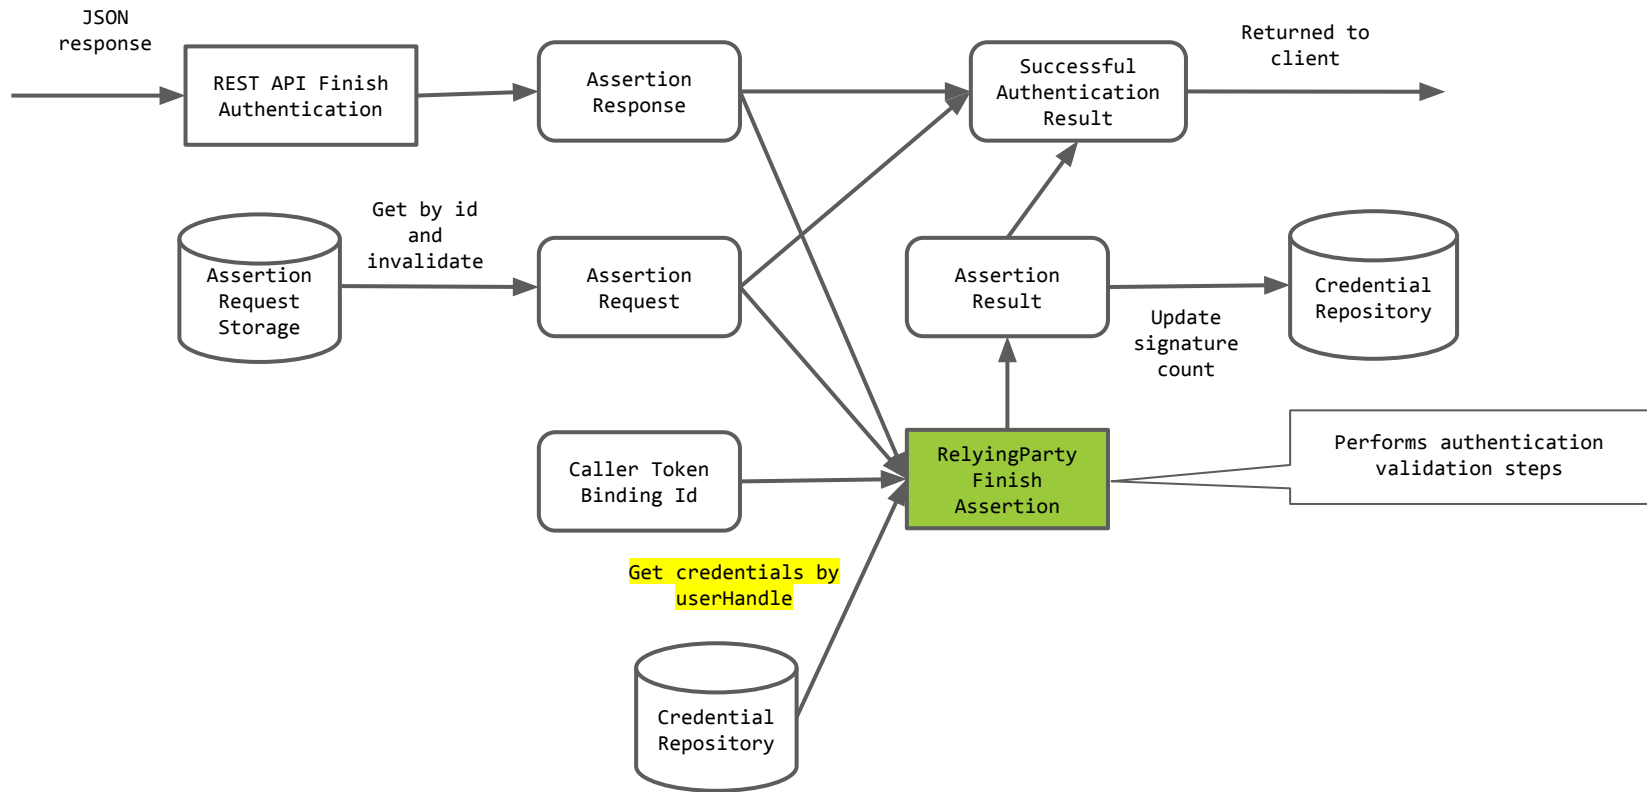 JSON
response
REST API Finish
Authentication
Assertion
Response
Successful
Authentication
Result
Returned to
client
Assertion
Request
Storage
Get by id
and
invalidate
Assertion
Request
Assertion
Result
Update
signature
count
Credential
Repository
Caller Token
Binding Id
RelyingParty
Finish
Assertion
Performs authentication
validation steps
Get credentials by
userHandle
Credential
Repository